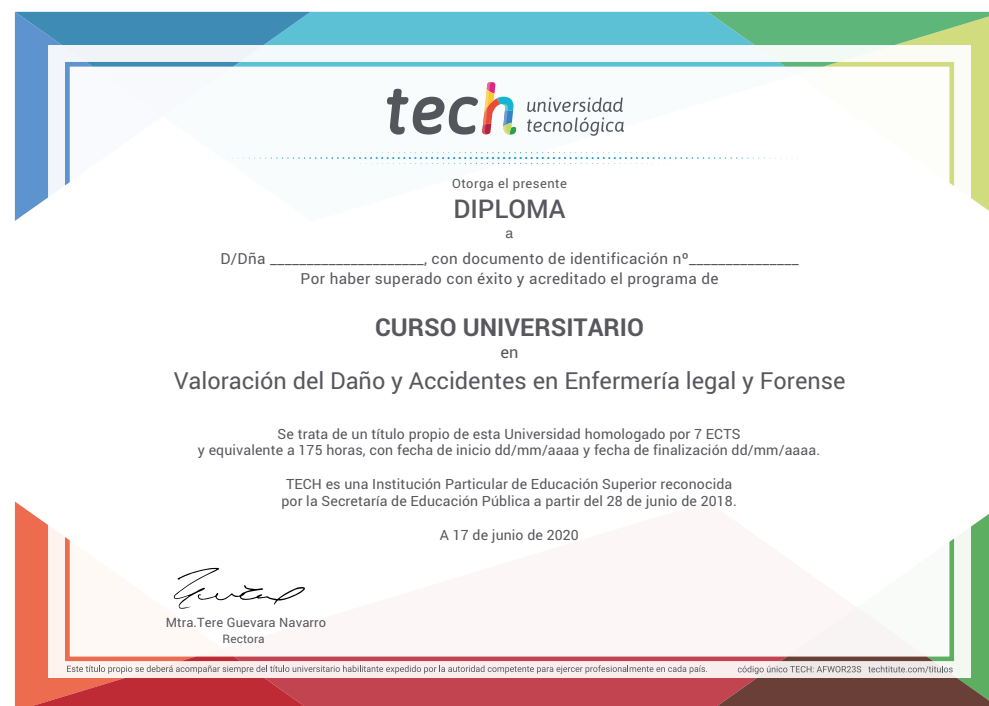 tech universidad
tecnológica
Otorga el presente
DIPLOMA
a
D/Dña _____________________, con documento de identificación nº_______________
Por haber superado con éxito y acreditado el programa de
CURSO UNIVERSITARIO
en
Valoración del Daño y Accidentes en Enfermería legal y Forense
Se trata de un título propio de esta Universidad homologado por 7 ECTS
y equivalente a 175 horas, con fecha de inicio dd/mm/aaaa y fecha de finalización dd/mm/aaaa.
TECH es una Institución Particular de Educación Superior reconocida
por la Secretaría de Educación Pública a partir del 28 de junio de 2018.
A 17 de junio de 2020
Mtra.Tere Guevara Navarro
Rectora
Este título propio se deberá acompañar siempre del título universitario habilitante expedido por la autoridad competente para ejercer profesionalmente en cada país. código único TECH: AFWOR23S techtitute.com/titulos